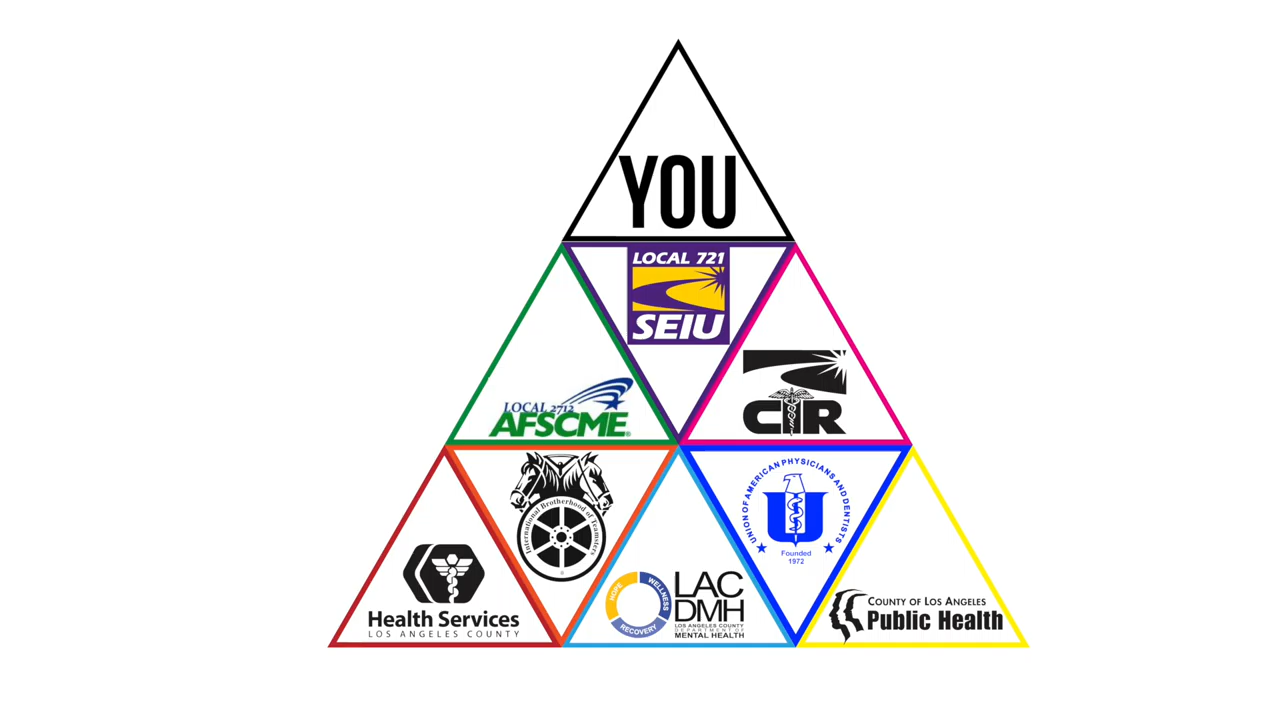 YOU
LOCAL 721
SEIU
LOCAL 2712
AFSCME®
CIR
International Brotherhood of Teamsters
®
UNION OF AMERICAN PHYSICIANS AND DENTISTS
Founded
1972
Health Services
LOS ANGELES COUNTY
HOPE
WELLNESS
RECOVERY
LAC
DMH
LOS ANGELES COUNTY
DEPARTMENT OF
MENTAL HEALTH
COUNTY OF LOS ANGELES
Public Health